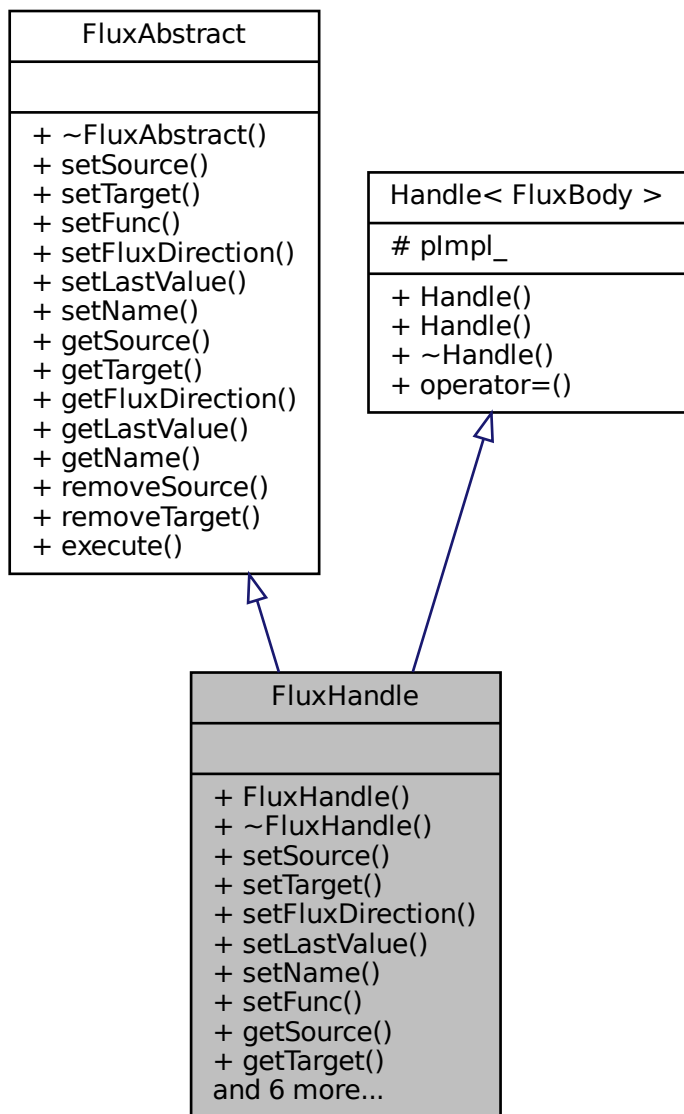 FluxAbstract
+ ~FluxAbstract()
+ setSource()
+ setTarget()
+ setFunc()
+ setFluxDirection()
+ setLastValue()
+ setName()
+ getSource()
+ getTarget()
+ getFluxDirection()
+ getLastValue()
+ getName()
+ removeSource()
+ removeTarget()
+ execute()
Handle< FluxBody >
# pImpl_
+ Handle()
+ Handle()
+ ~Handle()
+ operator=()
FluxHandle
+ FluxHandle()
+ ~FluxHandle()
+ setSource()
+ setTarget()
+ setFluxDirection()
+ setLastValue()
+ setName()
+ setFunc()
+ getSource()
+ getTarget()
and 6 more...